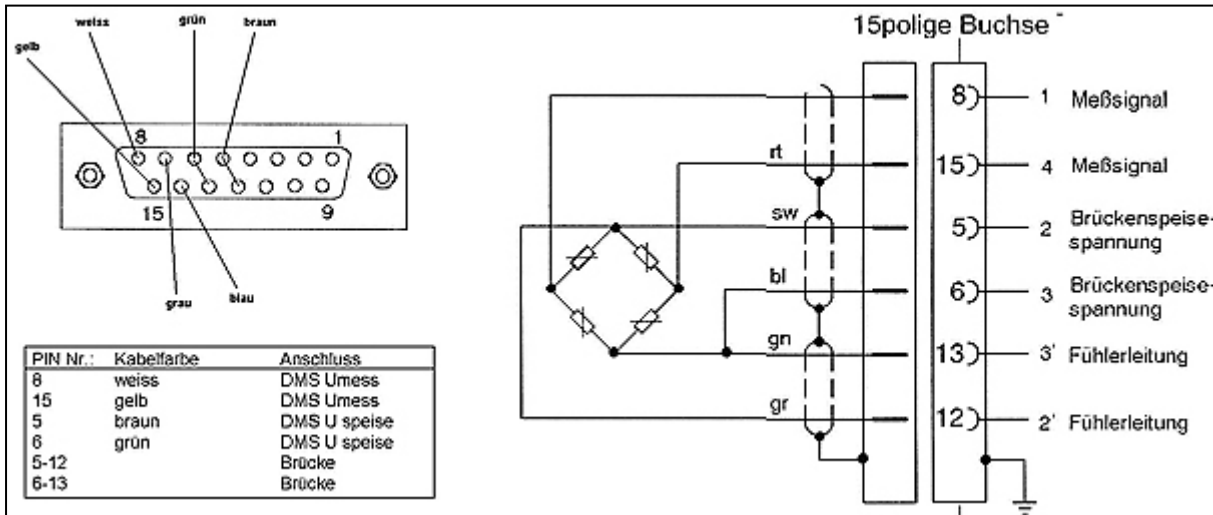 weiss
grün
braun
gelb
8
1
15
9
grau
blau
PIN Nr.: Kabelfarbe Anschluss
8 weiss DMS Umess
15 gelb DMS Umess
5 braun DMS U speise
6 grün DMS U speise
5-12 Brücke
6-13 Brücke
15polige Buchse
8 1 Meßsignal
rt 15 4 Meßsignal
sw 5 2 Brückenspeise-
spannung
bl 6 3 Brückenspeise-
spannung
gn 13 3' Fühlerleitung
gr 12 2' Fühlerleitung